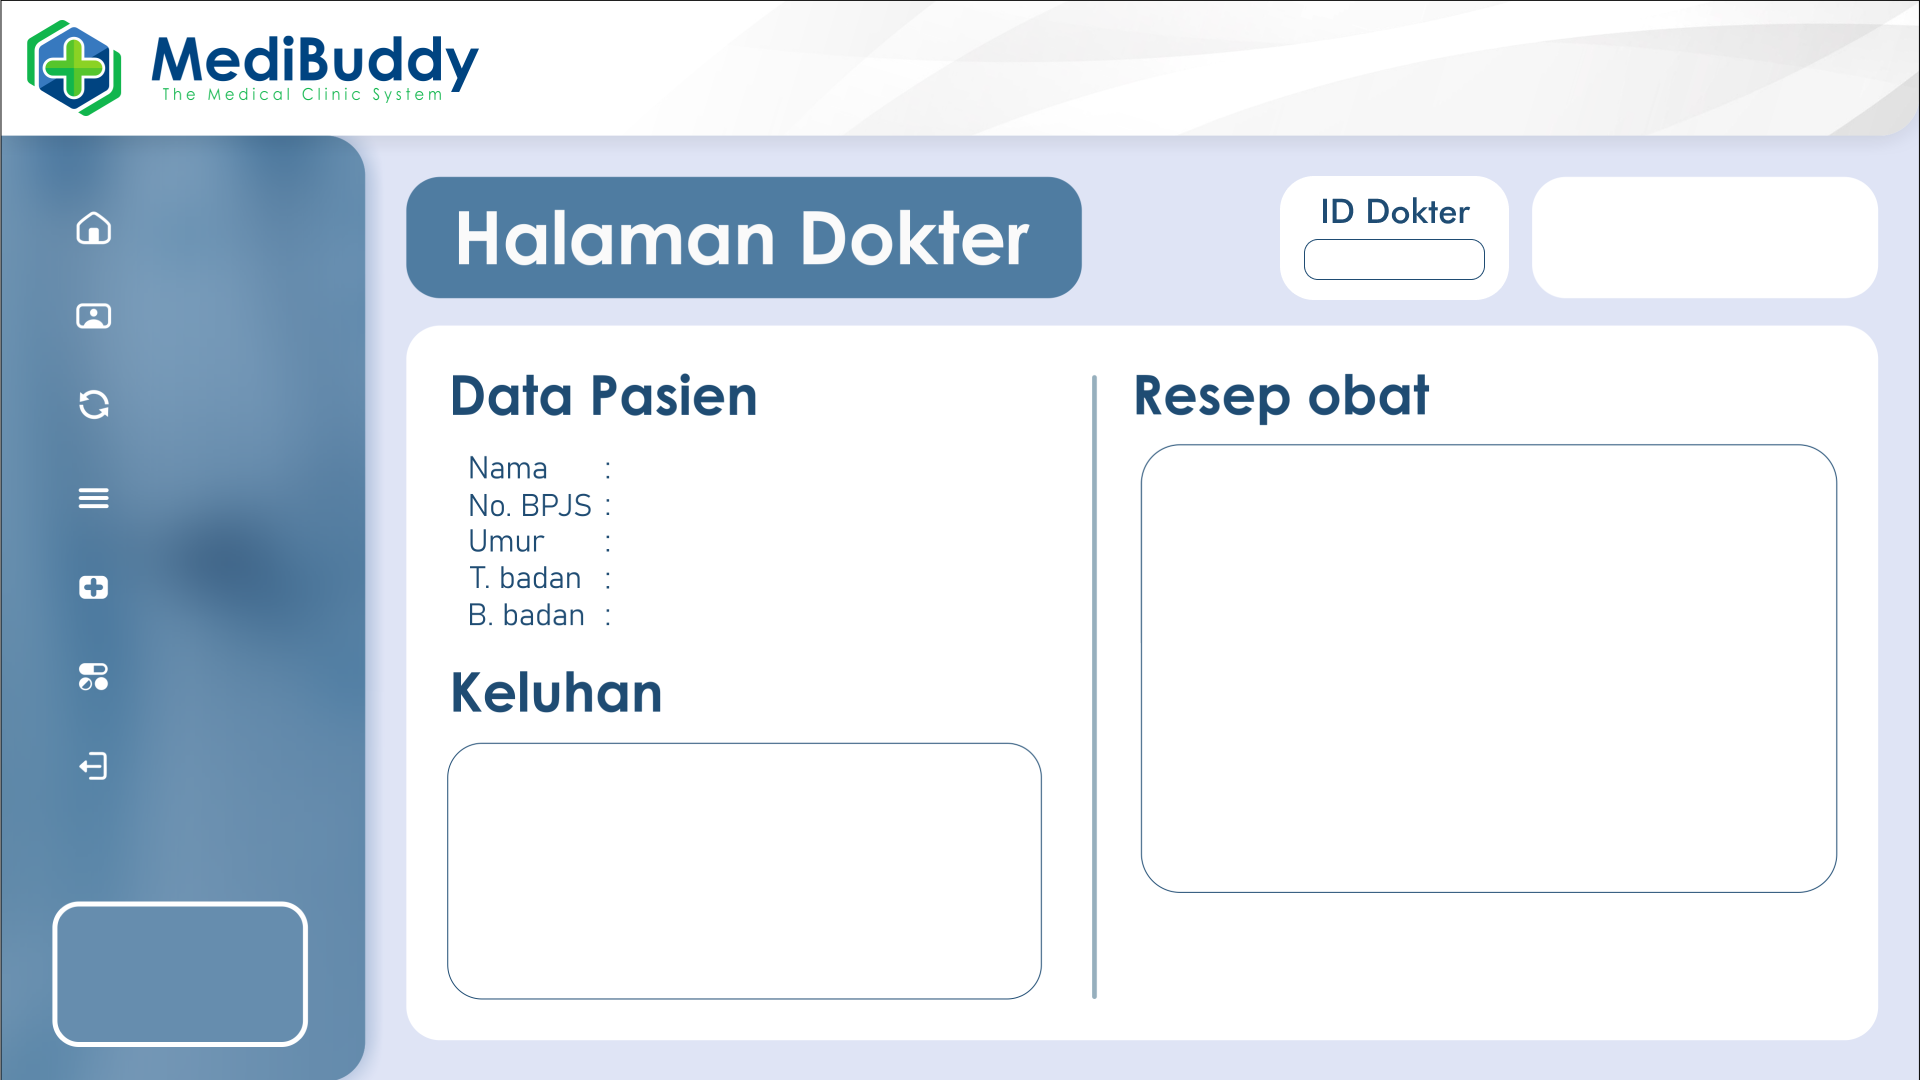 MediBuddy
The Medical Clinic System
Halaman Dokter
ID Dokter
Data Pasien
Nama :
No. BPJS :
Umur :
T. badan :
B. badan :
Keluhan
Resep obat